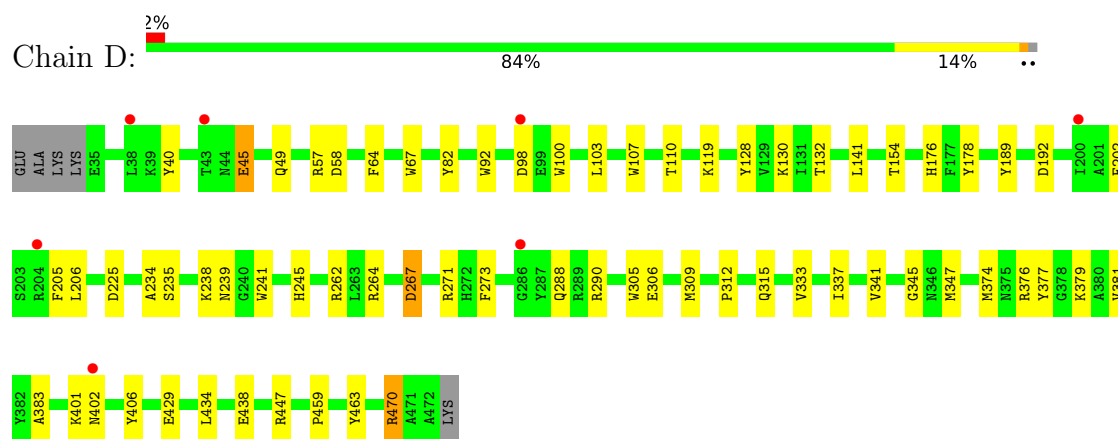 2%
Chain D:
84% 14% ••
GLU ALA LYS LYS E35 L38 K39 Y40 T43 N44 E45 Q49 R57 D58 F64 W67 Y82 W92 D98 E99 W100 L103 W107 T110 K119 Y128 V129 K130 I131 T132 L141 T154 H176 F177 Y178 Y189 D192 I200 A201
S203 R204 F205 L206 D225 A234 S235 K238 N239 G240 W241 H245 R262 L263 R264 D267 R271 H272 F273 G286 Y287 Q288 R289 R290 W305 E306 M309 P312 Q315 V333 I337 V341 G345 N346 M347 M374 N375 R376 Y377 G378 K379 A380
Y382 A383 K401 N402 Y406 E429 L434 E438 R447 P459 Y463 R470 A471 A472 LYS